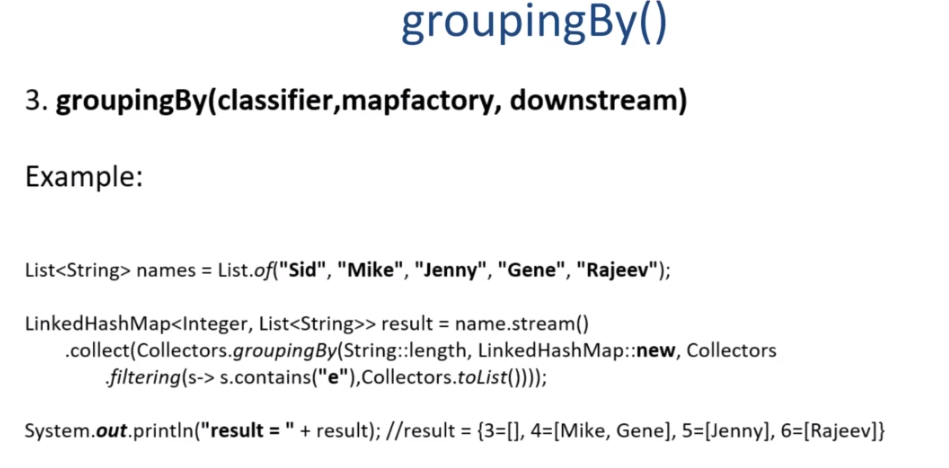 groupingBy()
3. groupingBy(classifier,mapfactory, downstream)
Example:
List<String> names = List.of("Sid", "Mike", "Jenny", "Gene", "Rajeev");
LinkedHashMap<Integer, List<String>> result = name.stream()
.collect(Collectors.groupingBy(String::length, LinkedHashMap::new, Collectors
.filtering(s-> s.contains("e"),Collectors.toList())));
System.out.println("result = " + result); //result = {3=[], 4=[Mike, Gene], 5=[Jenny], 6=[Rajeev]}